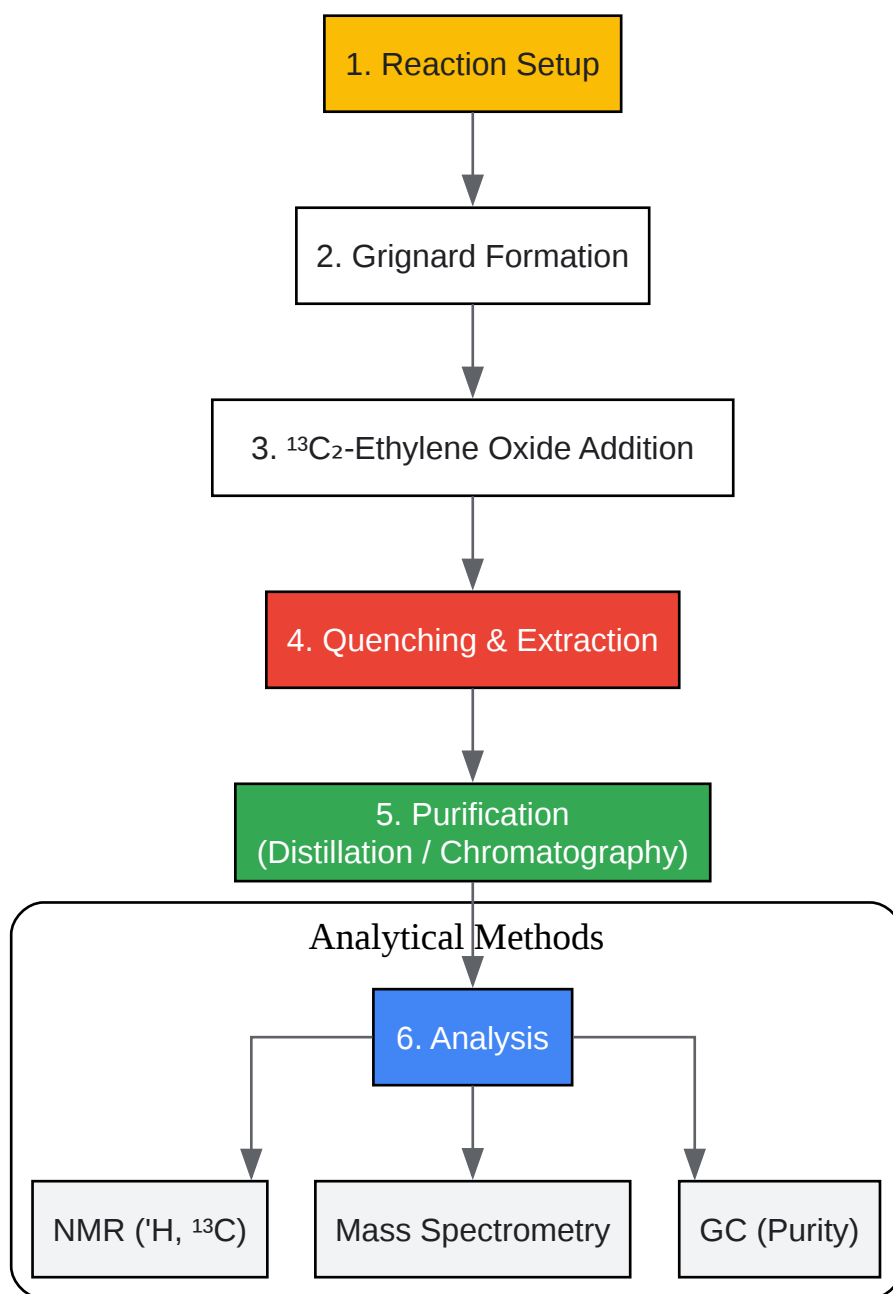 1. Reaction Setup
2. Grignard Formation
3. ¹³C₂-Ethylene Oxide Addition
4. Quenching & Extraction
5. Purification
(Distillation / Chromatography)
Analytical Methods
6. Analysis
NMR ('H, ¹³C)
Mass Spectrometry
GC (Purity)